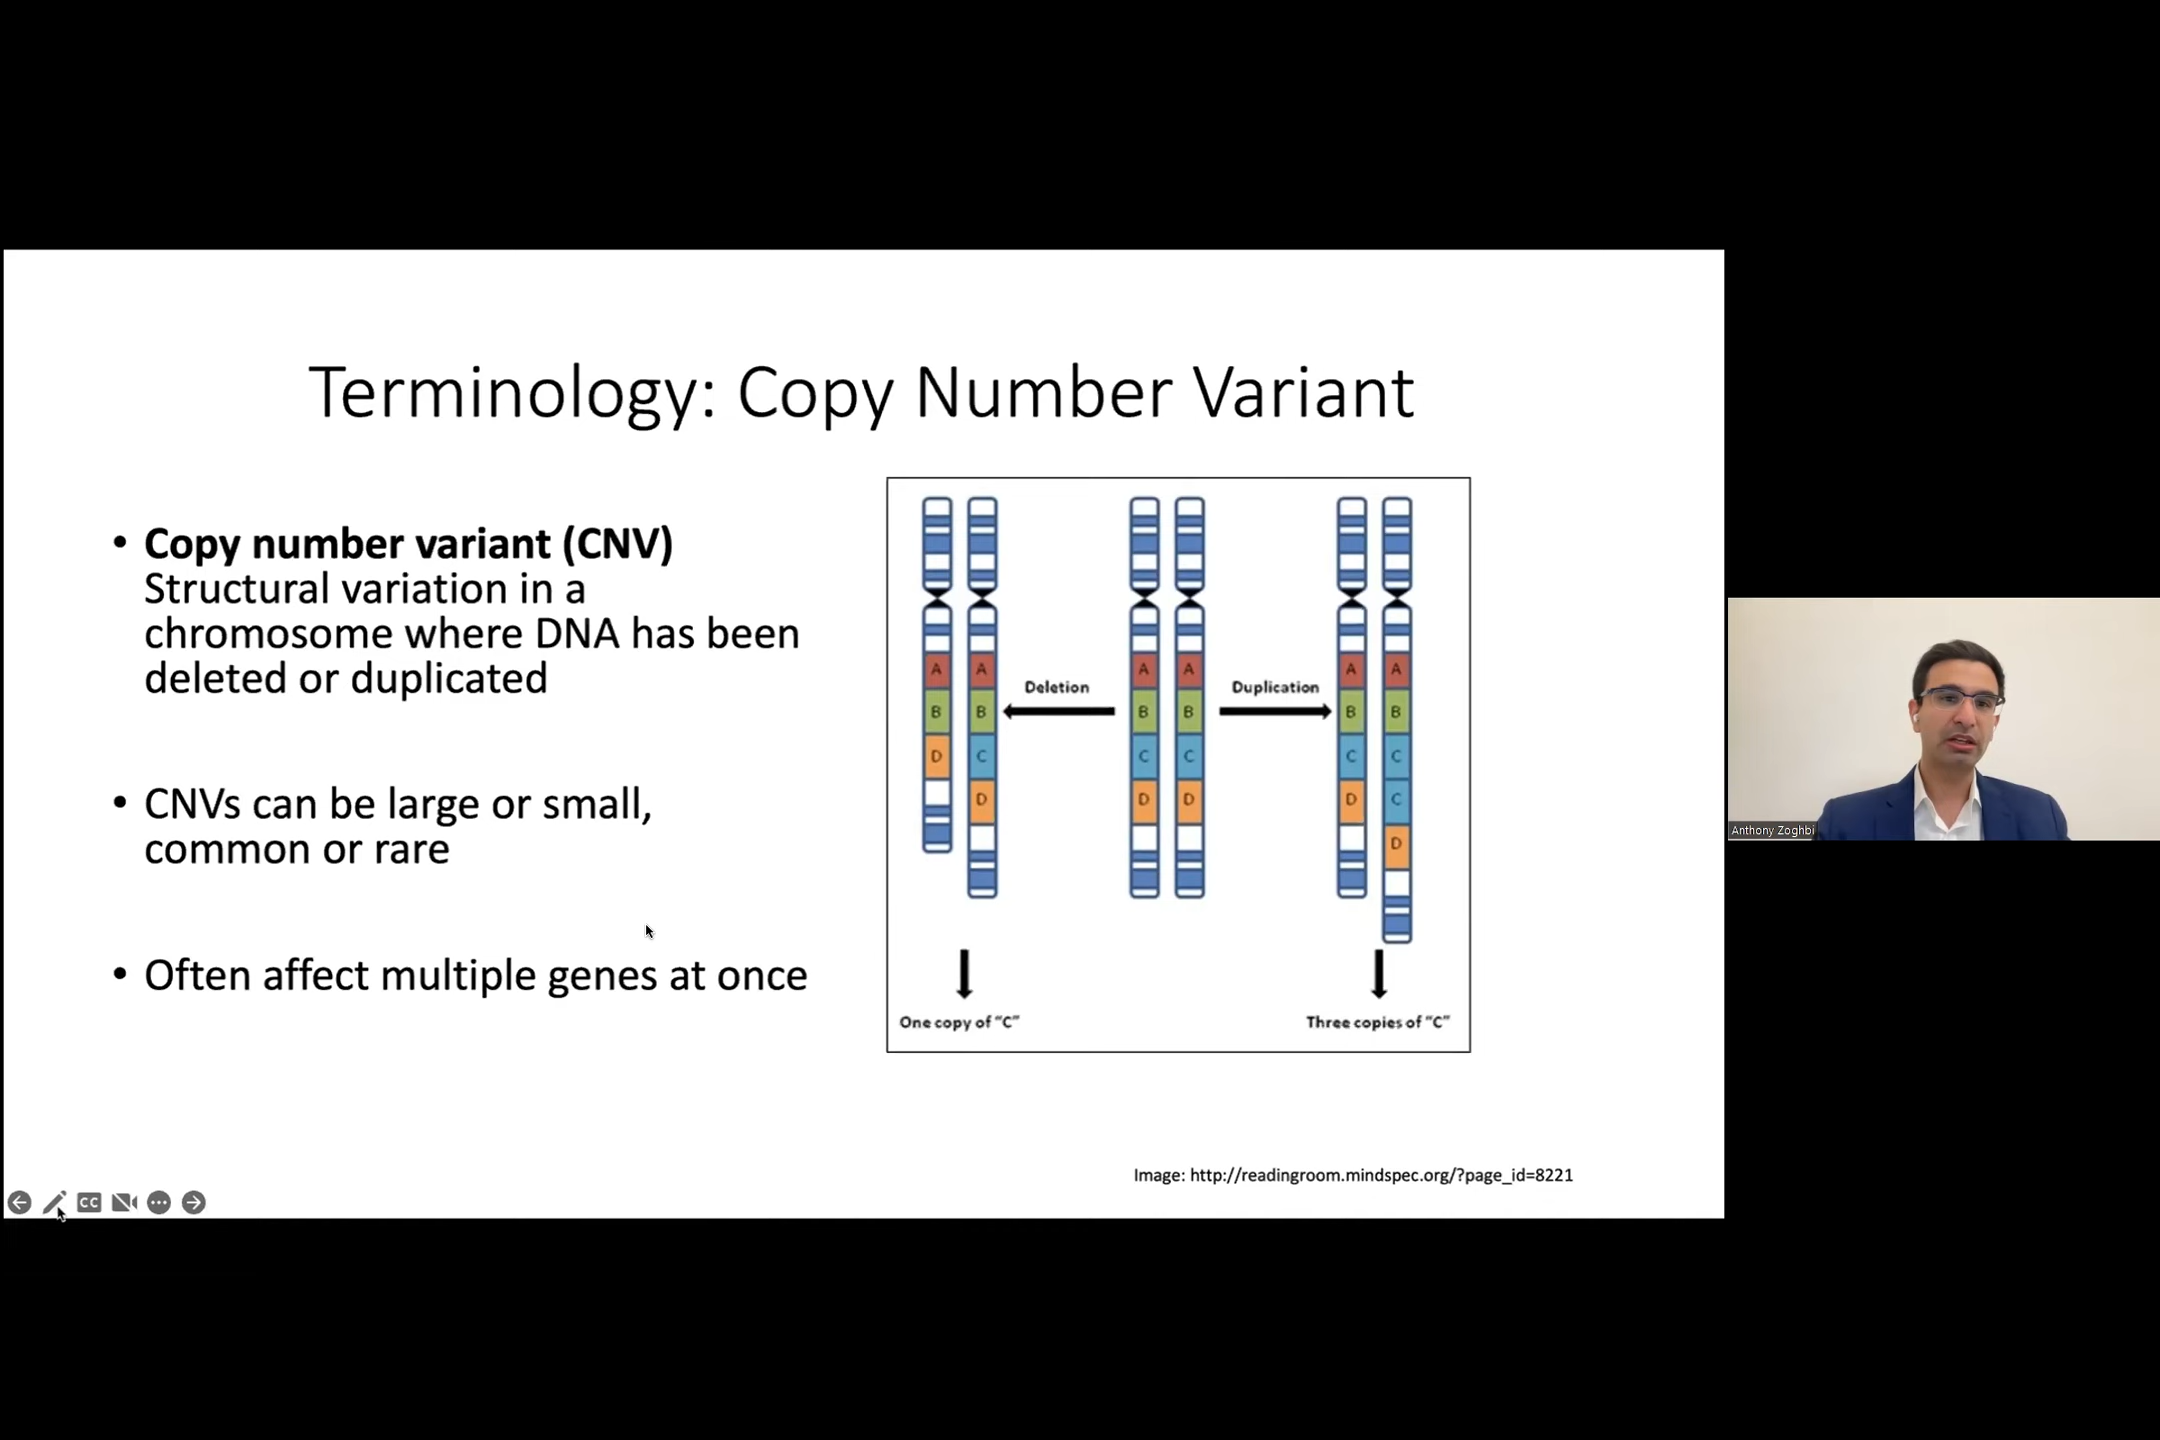 Terminology: Copy Number Variant
• Copy number variant (CNV)
Structural variation in a
chromosome where DNA has been
deleted or duplicated
• CNVs can be large or small,
common or rare
• Often affect multiple genes at once
A A A A A A
Deletion Duplication
B B B B B B
D C C C C C
D D D D C
D
One copy of "C" Three copies of "C"
Image: http://readingroom.mindspec.org/?page_id=8221
CC
Anthony Zoghbi